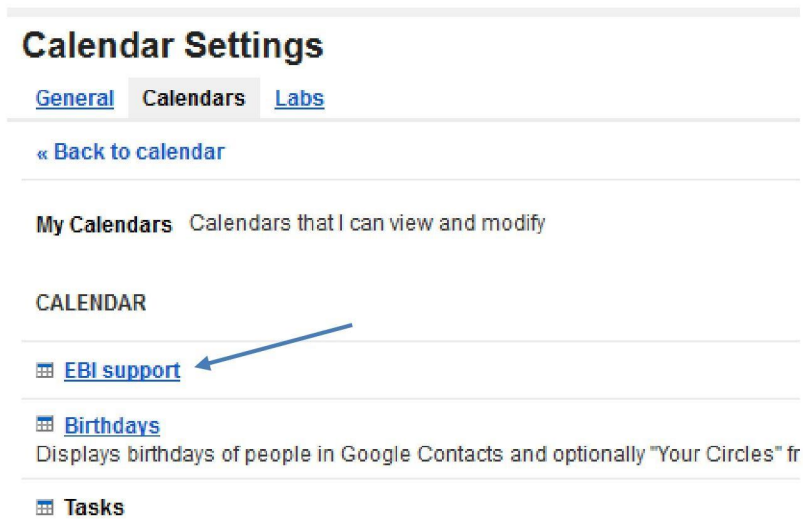 Calendar Settings
General Calendars Labs
« Back to calendar
My Calendars Calendars that I can view and modify
CALENDAR
EBI support
Birthdays
Displays birthdays of people in Google Contacts and optionally "Your Circles" fr
Tasks